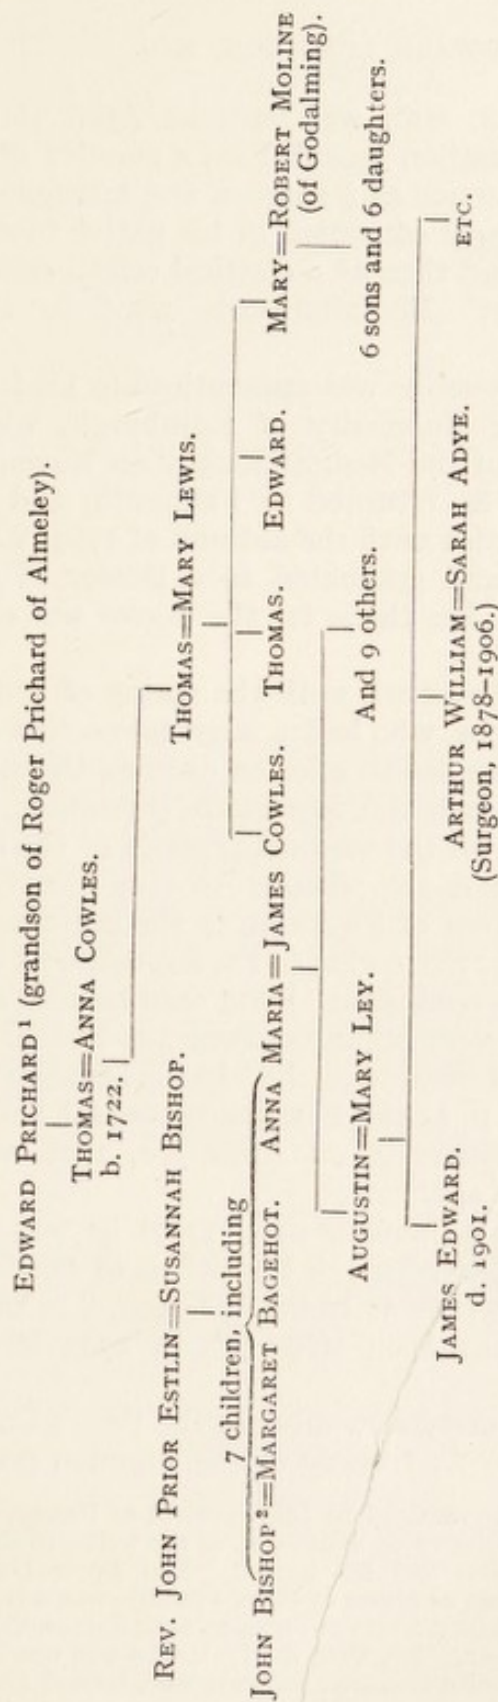 EDWARD PRICHARD¹ (grandson of Roger Prichard of Almeley).
THOMAS=ANNA COWLES.
b. 1722.
REV. JOHN PRIOR ESTLIN=SUSANNAH BISHOP.
THOMAS=MARY LEWIS.
7 children, including
JOHN BISHOP²=MARGARET BAGEHOT. ANNA MARIA=JAMES COWLES. THOMAS. EDWARD. MARY=ROBERT MOLINE
(of Godalming).
AUGUSTIN=MARY LEY. And 9 others. 6 sons and 6 daughters.
JAMES EDWARD. ARTHUR WILLIAM=SARAH ADYE. ETC.
d. 1901. (Surgeon, 1878–1906.)